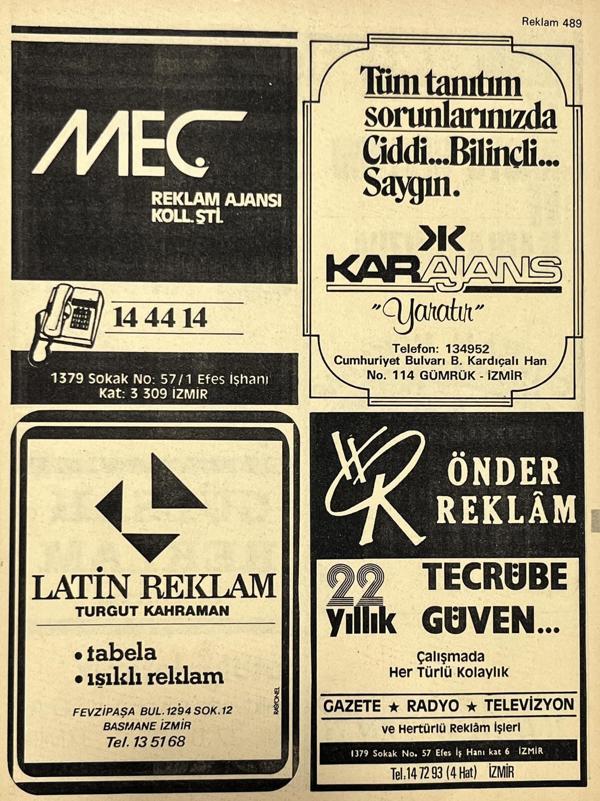 Reklam 489
MEC.
REKLAM AJANSI
KOLL.ŞTİ.
14 44 14
1379 Sokak No: 57/1 Efes İşhanı
Kat: 3 309 İZMİR
Tüm tanıtım
sorunlarınızda
Ciddi...Bilinçli...
Saygın.
KARAJANS
"Yaratır"
Telefon: 134952
Cumhuriyet Bulvarı B. Kardıçalı Han
No. 114 GÜMRÜK - İZMİR
LATİN REKLAM
TURGUT KAHRAMAN
• tabela
• ışıklı reklam
FEVZİPAŞA BUL.1294 SOK.12
BASMANE İZMİR
Tel. 13 51 68
RASYONEL
ÖNDER
REKLÂM
22 yıllık
TECRÜBE
GÜVEN...
Çalışmada
Her Türlü Kolaylık
GAZETE ★ RADYO ★ TELEVİZYON
ve Hertürlü Reklâm İşleri
1379 Sokak No. 57 Efes İş Hanı kat 6 İZMİR
Tel.14 72 93 (4 Hat) İZMİR